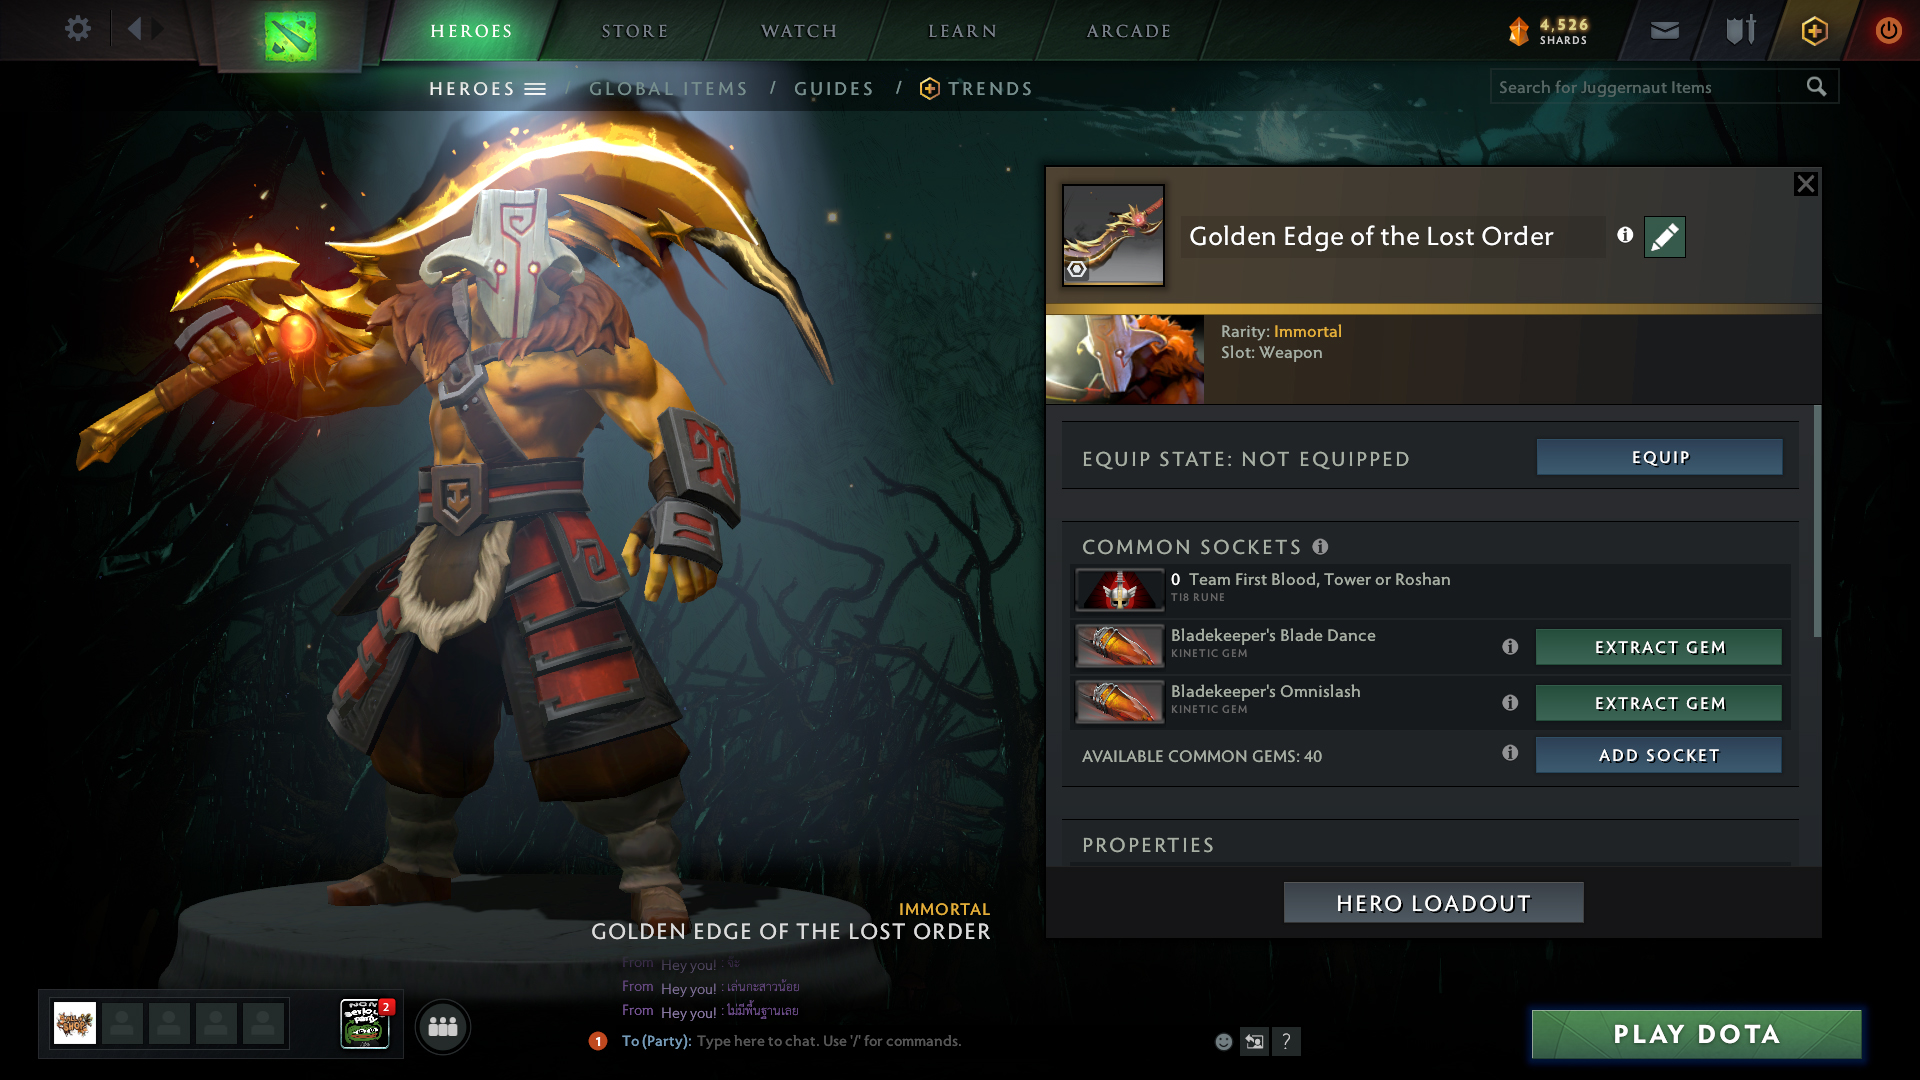 HEROES
STORE
WATCH
LEARN
ARCADE
4,526
SHARDS
HEROES / GLOBAL ITEMS / GUIDES / TRENDS
Search for Juggernaut Items
Golden Edge of the Lost Order
Rarity: Immortal
Slot: Weapon
EQUIP STATE: NOT EQUIPPED
EQUIP
COMMON SOCKETS
0 Team First Blood, Tower or Roshan
TI8 RUNE
Bladekeeper's Blade Dance
KINETIC GEM
EXTRACT GEM
Bladekeeper's Omnislash
KINETIC GEM
EXTRACT GEM
AVAILABLE COMMON GEMS: 40
ADD SOCKET
PROPERTIES
HERO LOADOUT
IMMORTAL
GOLDEN EDGE OF THE LOST ORDER
From Hey you! : จ้ะ
From Hey you! : เล่นกะสาวน้อย
From Hey you! : ไม่มีพื้นฐานเลย
2
1
To (Party): Type here to chat. Use '/' for commands.
?
PLAY DOTA